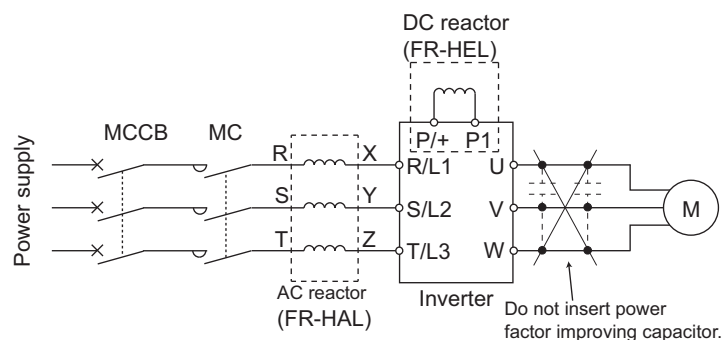 DC reactor
(FR-HEL)
MCCB
MC
P/+
P1
R
X
R/L1
U
Power supply
S
Y
S/L2
V
M
T
Z
T/L3
W
AC reactor
(FR-HAL)
Inverter
Do not insert power
factor improving capacitor.